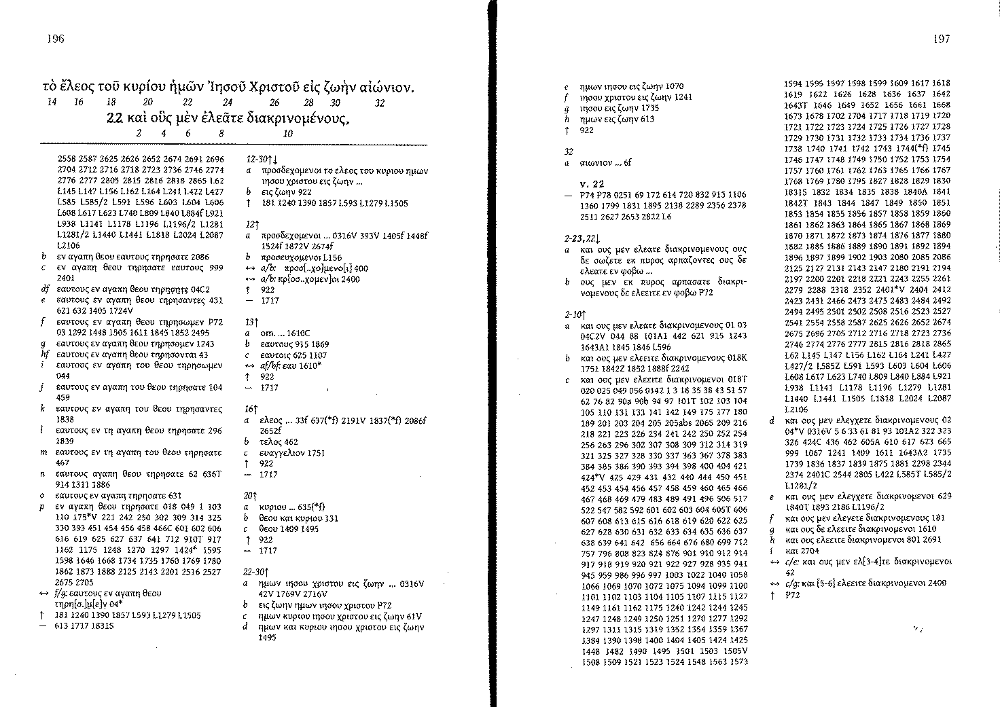 196
τὸ ἔλεος τοῦ κυρίου ἡμῶν Ἰησοῦ Χριστοῦ εἰς ζωὴν αἰώνιον.
14 16 18 20 22 24 26 28 30 32
22 καὶ οὓς μὲν ἐλεᾶτε διακρινομένους,
2 4 6 8 10
2558 2587 2625 2626 2652 2674 2691 2696
2704 2712 2716 2718 2723 2736 2746 2774
2776 2777 2805 2815 2816 2818 2865 L62
L145 L147 L156 L162 L164 L241 L422 L427
L585 L585/2 L591 L596 L603 L604 L606
L608 L617 L623 L740 L809 L840 L884f L921
L938 L1141 L1178 L1196 L1196/2 L1281
L1281/2 L1440 L1441 L1818 L2024 L2087
L2106
b εν αγαπη θεου εαυτους τηρησατε 2086
c εν αγαπη θεου τηρησατε εαυτους 999
2401
df εαυτους εν αγαπη θεου τηρησητε 04C2
e εαυτους εν αγαπη θεου τηρησαντες 431
621 632 1405 1724V
f εαυτους εν αγαπη θεου τηρησωμεν P72
03 1292 1448 1505 1611 1845 1852 2495
g εαυτους εν αγαπη θεου τηρησομεν 1243
hf εαυτους εν αγαπη θεου τηρησονται 43
i εαυτους εν αγαπη του θεου τηρησωμεν
044
j εαυτους εν αγαπη του θεου τηρησατε 104
459
k εαυτους εν αγαπη του θεου τηρησαντες
1838
l εαυτους εν τη αγαπη θεου τηρησατε 296
1839
m εαυτους εν τη αγαπη του θεου τηρησατε
467
n εαυτους αγαπη θεου τηρησατε 62 636T
914 1311 1886
o εαυτους εν αγαπη τηρησατε 631
p εν αγαπη θεου τηρησατε 018 049 1 103
110 175*V 221 242 250 302 309 314 325
330 393 451 454 456 458 466C 601 602 606
616 619 625 627 637 641 712 910T 917
1162 1175 1248 1270 1297 1424* 1595
1598 1646 1668 1734 1735 1760 1769 1780
1862 1873 1888 2125 2143 2201 2516 2527
2675 2705
↔ f/g: εαυτους εν αγαπη θεου
τηρη[σ.]μ[ε]ν 04*
↑ 181 1240 1390 1857 L593 L1279 L1505
— 613 1717 1831S
12-30↑↓
a προσδεχομενοι το ελεος του κυριου ημων
ιησου χριστου εις ζωην ...
b εις ζωην 922
↑ 181 1240 1390 1857 L593 L1279 L1505
12↑
a προσδεχομενοι ... 0316V 393V 1405f 1448f
1524f 1872V 2674f
b προσευχομενοι L156
↔ a/b: προσ[..χο]μενο[ι] 400
↔ a/b: πρ[οσ..χομεν]οι 2400
↑ 922
— 1717
13↑
a om. ... 1610C
b εαυτους 915 1869
c εαυτοις 625 1107
↔ af/bf: εαυ 1610*
↑ 922
— 1717
16↑
a ελεος ... 33f 637(*f) 2191V 1837(*f) 2086f
2652f
b τελος 462
c ευαγγελιον 1751
↑ 922
— 1717
20↑
a κυριου ... 635(*f)
b θεου και κυριου 131
c θεου 1409 1495
↑ 922
— 1717
22-30↑
a ημων ιησου χριστου εις ζωην ... 0316V
42V 1769V 2716V
b εις ζωην ημων ιησου χριστου P72
c ημων κυριου ιησου χριστου εις ζωην 61V
d ημων και κυριου ιησου χριστου εις ζωην
1495
197
e ημων ιησου εις ζωην 1070
f ιησου χριστου εις ζωην 1241
g ιησου εις ζωην 1735
h ημων εις ζωην 613
↑ 922
32
a αιωνιον ... 6f
v. 22
— P74 P78 0251 69 172 614 720 832 913 1106
1360 1799 1831 1895 2138 2289 2356 2378
2511 2627 2653 2822 L6
2-23,22↓
a και ους μεν ελεατε διακρινομενους ους
δε σωζετε εκ πυρος αρπαζοντες ους δε
ελεατε εν φοβω ...
b ους μεν εκ πυρος αρπασατε διακρι-
νομενους δε ελεειτε εν φοβω P72
2-10↑
a και ους μεν ελεατε διακρινομενους 01 03
04C2V 044 88 101A1 442 621 915 1243
1643A1 1845 1846 L596
b και ους μεν ελεειτε διακρινομενους 018K
1751 1842Z 1852 1888f 2242
c και ους μεν ελεειτε διακρινομενοι 018T
020 025 049 056 0142 1 3 18 35 38 43 51 57
62 76 82 90a 90b 94 97 101T 102 103 104
105 110 131 133 141 142 149 175 177 180
189 201 203 204 205 205abs 206S 209 216
218 221 223 226 234 241 242 250 252 254
256 263 296 302 307 308 309 312 314 319
321 325 327 328 330 337 363 367 378 383
384 385 386 390 393 394 398 400 404 421
424*V 425 429 431 432 440 444 450 451
452 453 454 456 457 458 459 460 465 466
467 468 469 479 483 489 491 496 506 517
522 547 582 592 601 602 603 604 605T 606
607 608 613 615 616 618 619 620 622 625
627 628 630 631 632 633 634 635 636 637
638 639 641 642 656 664 676 680 699 712
757 796 808 823 824 876 901 910 912 914
917 918 919 920 921 922 927 928 935 941
945 959 986 996 997 1003 1022 1040 1058
1066 1069 1070 1072 1075 1094 1099 1100
1101 1102 1103 1104 1105 1107 1115 1127
1149 1161 1162 1175 1240 1242 1244 1245
1247 1248 1249 1250 1251 1270 1277 1292
1297 1311 1315 1319 1352 1354 1359 1367
1384 1390 1398 1400 1404 1405 1424 1425
1448 1482 1490 1495 1501 1503 1505V
1508 1509 1521 1523 1524 1548 1563 1573
1594 1595 1597 1598 1599 1609 1617 1618
1619 1622 1626 1628 1636 1637 1642
1643T 1646 1649 1652 1656 1661 1668
1673 1678 1702 1704 1717 1718 1719 1720
1721 1722 1723 1724 1725 1726 1727 1728
1729 1730 1731 1732 1733 1734 1736 1737
1738 1740 1741 1742 1743 1744(*f) 1745
1746 1747 1748 1749 1750 1752 1753 1754
1757 1760 1761 1762 1763 1765 1766 1767
1768 1769 1780 1795 1827 1828 1829 1830
1831S 1832 1834 1835 1838 1840A 1841
1842T 1843 1844 1847 1849 1850 1851
1853 1854 1855 1856 1857 1858 1859 1860
1861 1862 1863 1864 1865 1867 1868 1869
1870 1871 1872 1873 1874 1876 1877 1880
1882 1885 1886 1889 1890 1891 1892 1894
1896 1897 1899 1902 1903 2080 2085 2086
2125 2127 2131 2143 2147 2180 2191 2194
2197 2200 2201 2218 2221 2243 2255 2261
2279 2288 2318 2352 2401*V 2404 2412
2423 2431 2466 2473 2475 2483 2484 2492
2494 2495 2501 2502 2508 2516 2523 2527
2541 2554 2558 2587 2625 2626 2652 2674
2675 2696 2705 2712 2716 2718 2723 2736
2746 2774 2776 2777 2815 2816 2818 2865
L62 L145 L147 L156 L162 L164 L241 L427
L427/2 L585Z L591 L593 L603 L604 L606
L608 L617 L623 L740 L809 L840 L884 L921
L938 L1141 L1178 L1196 L1279 L1281
L1440 L1441 L1505 L1818 L2024 L2087
L2106
d και ους μεν ελεγχετε διακρινομενους 02
04*V 0316V 5 6 33 61 81 93 101A2 322 323
326 424C 436 462 605A 610 617 623 665
999 1067 1241 1409 1611 1643A2 1735
1739 1836 1837 1839 1875 1881 2298 2344
2374 2401C 2544 2805 L422 L585T L585/2
L1281/2
e και ους μεν ελεγχετε διακρινομενοι 629
1840T 1893 2186 L1196/2
f και ους μεν ελεγετε διακρινομενους 181
g και ους δε ελεειτε διακρινομενοι 1610
h και ους ελεειτε διακρινομενοι 801 2691
i και 2704
↔ c/e: και ους μεν ελ[3-4]τε διακρινομενοι
42
↔ c/g: και [5-6] ελεειτε διακρινομενοι 2400
↑ P72